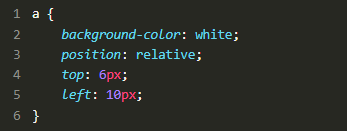 1 a {
2     background-color: white;
3     position: relative;
4     top: 6px;
5     left: 10px;
6 }